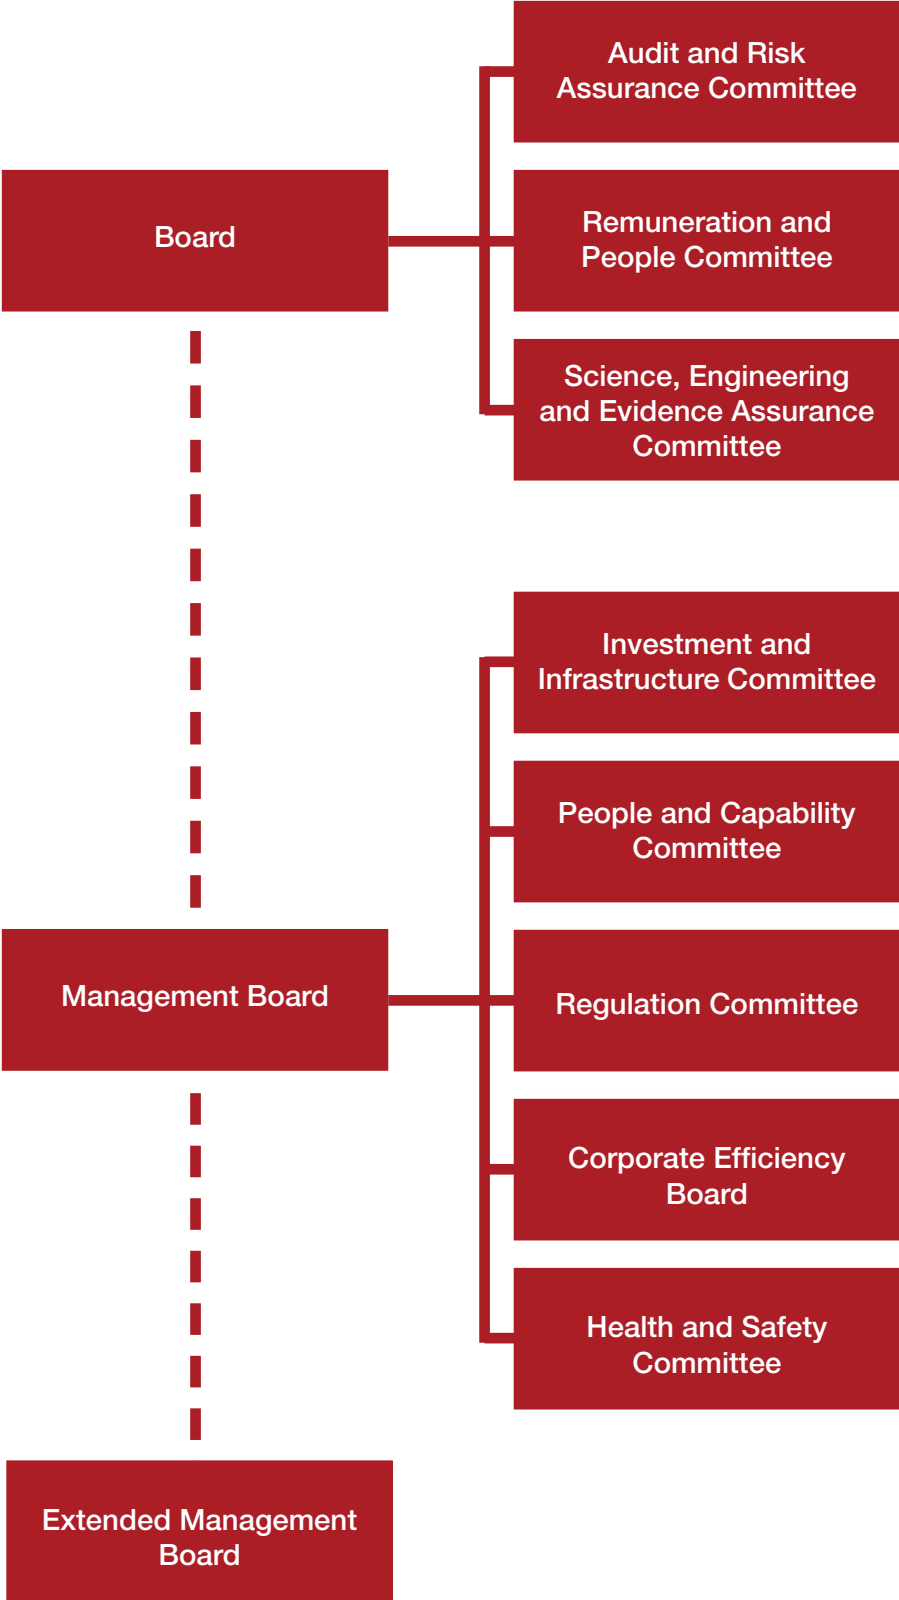 Audit and Risk
Assurance Committee
Board
Remuneration and
People Committee
Science, Engineering
and Evidence Assurance
Committee
Investment and
Infrastructure Committee
People and Capability
Committee
Management Board
Regulation Committee
Corporate Efficiency
Board
Health and Safety
Committee
Extended Management
Board